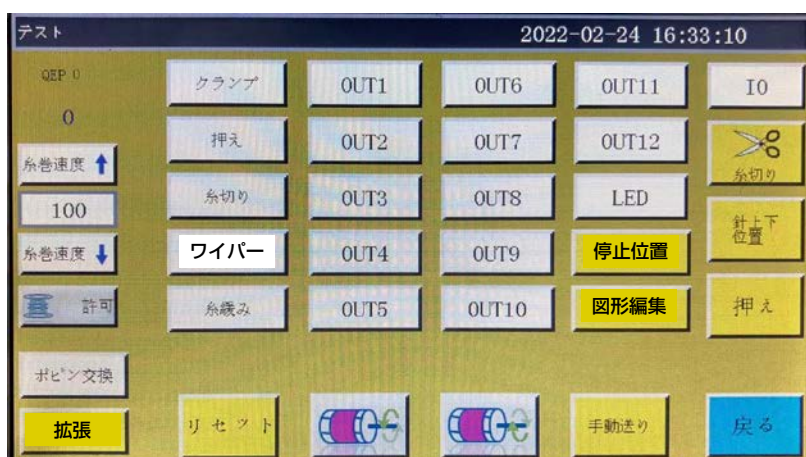 テスト 2022-02-24 16:33:10
QEP 0
0
糸巻速度
100
糸巻速度
許可
ボビン交換
拡張
クランプ
押え
糸切り
ワイパー
糸緩み
リセット
OUT1
OUT2
OUT3
OUT4
OUT5
OUT6
OUT7
OUT8
OUT9
OUT10
OUT11
OUT12
LED
停止位置
図形編集
手動送り
IO
糸切り
針上下
位置
押え
戻る